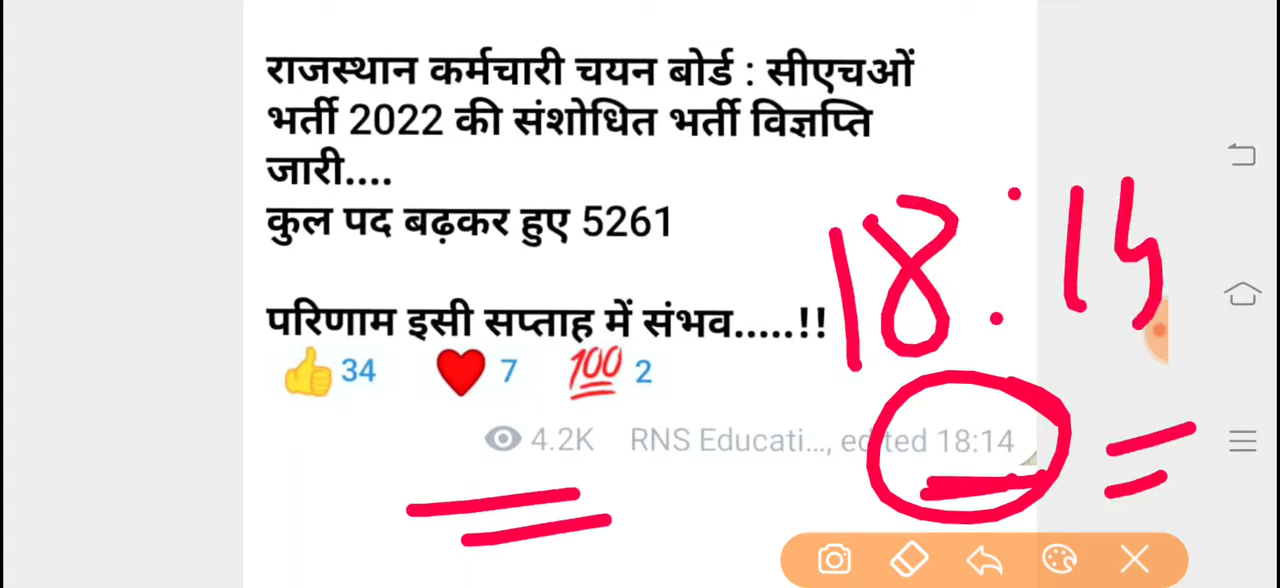 राजस्थान कर्मचारी चयन बोर्ड : सीएचओं
भर्ती 2022 की संशोधित भर्ती विज्ञप्ति
जारी....
कुल पद बढ़कर हुए 5261
18:15
परिणाम इसी सप्ताह में संभव.....!!
34 7 100 2
4.2K RNS Educati..., edited 18:14